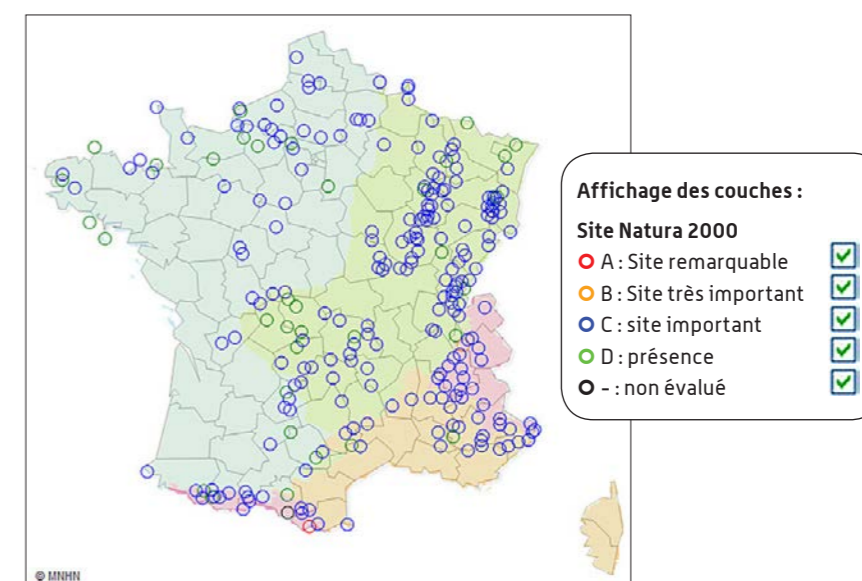 Affichage des couches :
Site Natura 2000
A : Site remarquable
B : Site très important
C : site important
D : présence
- : non évalué
© MNHN